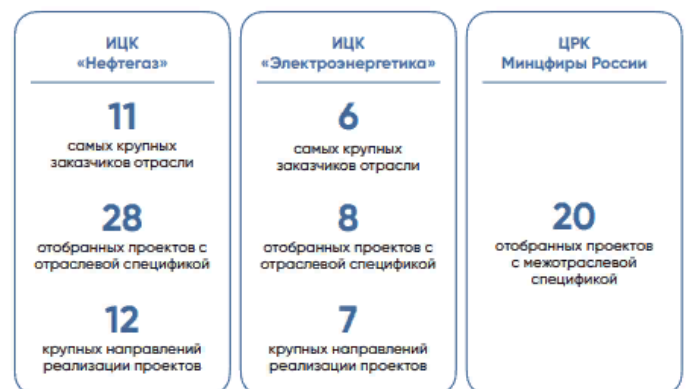 ИЦК
«Нефтегаз»
11
самых крупных
заказчиков отрасли
28
отобранных проектов с
отраслевой спецификой
12
крупных направлений
реализации проектов
ИЦК
«Электроэнергетика»
6
самых крупных
заказчиков отрасли
8
отобранных проектов с
отраслевой спецификой
7
крупных направлений
реализации проектов
ЦРК
Минцфиры России
20
отобранных проектов
с межотраслевой
спецификой